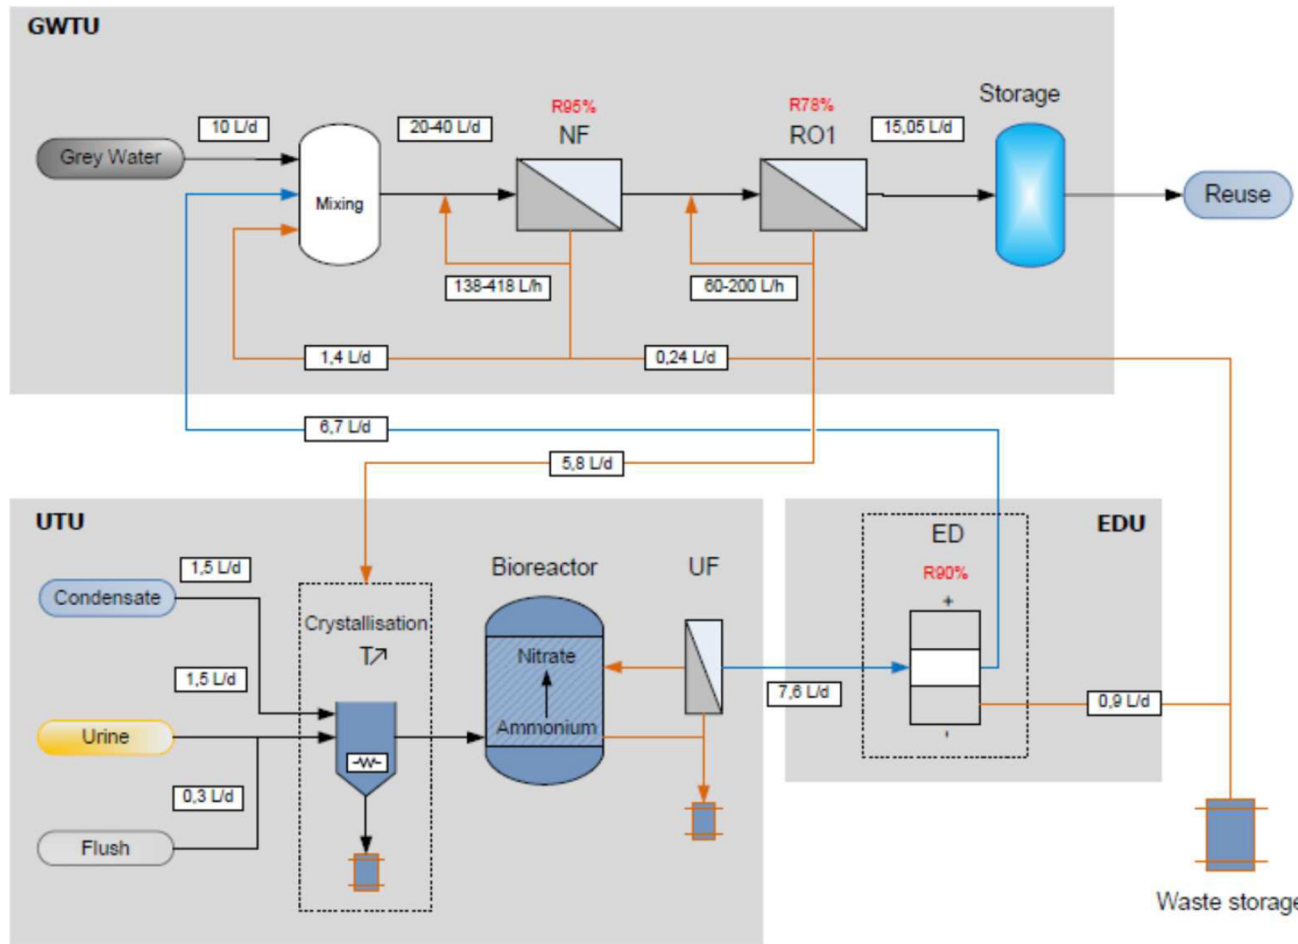 GWTU
Storage
R95%
R78%
10 L/d
20-40 L/d
NF
RO1
15,05 L/d
Grey Water
Mixing
Reuse
138-418 L/h
60-200 L/h
1,4 L/d
0,24 L/d
6,7 L/d
5,8 L/d
UTU
EDU
ED
1,5 L/d
Bioreactor
UF
R90%
Condensate
+
Crystallisation
T↗
Nitrate
1,5 L/d
7,6 L/d
0,9 L/d
Urine
Ammonium
-
0,3 L/d
Flush
Waste storage